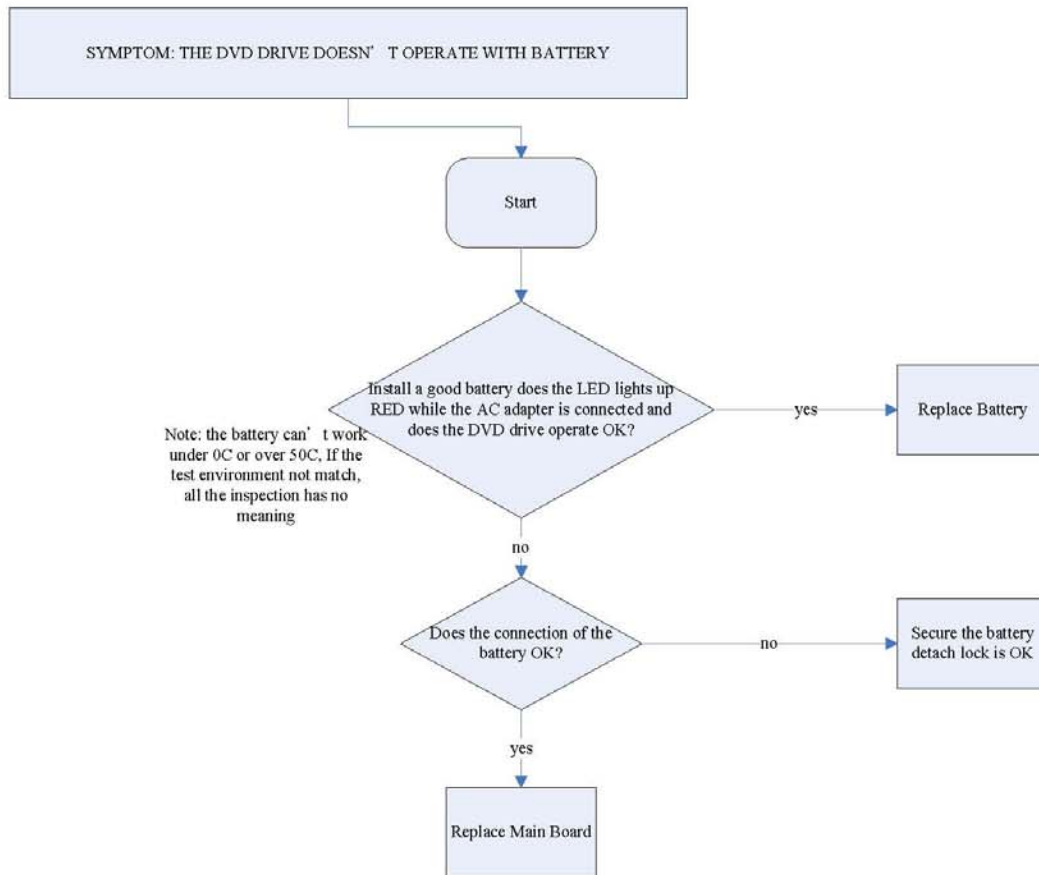 SYMPTOM: THE DVD DRIVE DOESN' T OPERATE WITH BATTERY
Start
Install a good battery does the LED lights up
RED while the AC adapter is connected and
does the DVD drive operate OK?
yes
Replace Battery
Note: the battery can' t work
under 0C or over 50C, If the
test environment not match,
all the inspection has no
meaning
no
Does the connection of the
battery OK?
no
Secure the battery
detach lock is OK
yes
Replace Main Board